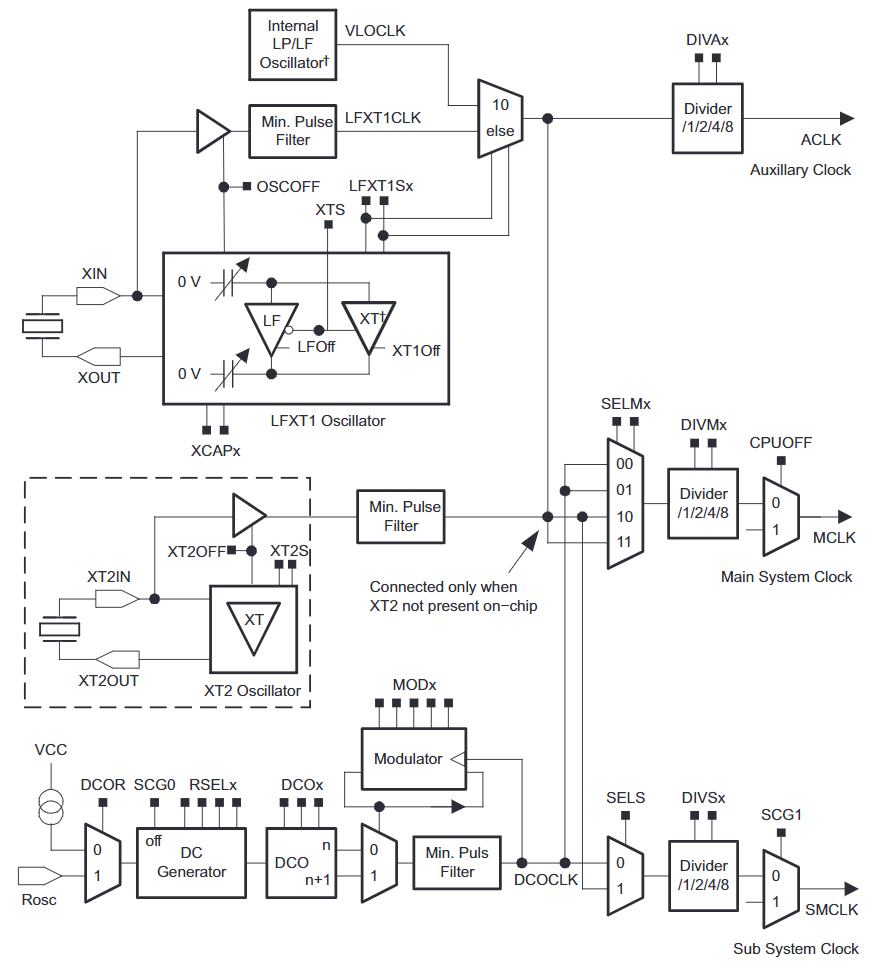 Internal
LP/LF
Oscillator†
VLOCLK
DIVAx
10
else
Divider
/1/2/4/8
ACLK
Auxillary Clock
Min. Pulse
Filter
LFXT1CLK
OSCOFF
LFXT1Sx
XTS
XIN
XOUT
0 V
LF
XT†
LFOff
XT1Off
0 V
LFXT1 Oscillator
XCAPx
SELMx
DIVMx
CPUOFF
00
01
10
11
Divider
/1/2/4/8
0
1
MCLK
Main System Clock
Min. Pulse
Filter
Connected only when
XT2 not present on−chip
XT2OFF
XT2S
XT2IN
XT
XT2OUT
XT2 Oscillator
MODx
Modulator
VCC
DCOR
SCG0
RSELx
DCOx
0
1
Rosc
off
DC
Generator
DCO
n
n+1
0
1
Min. Puls
Filter
DCOCLK
SELS
DIVSx
SCG1
0
1
Divider
/1/2/4/8
0
1
SMCLK
Sub System Clock